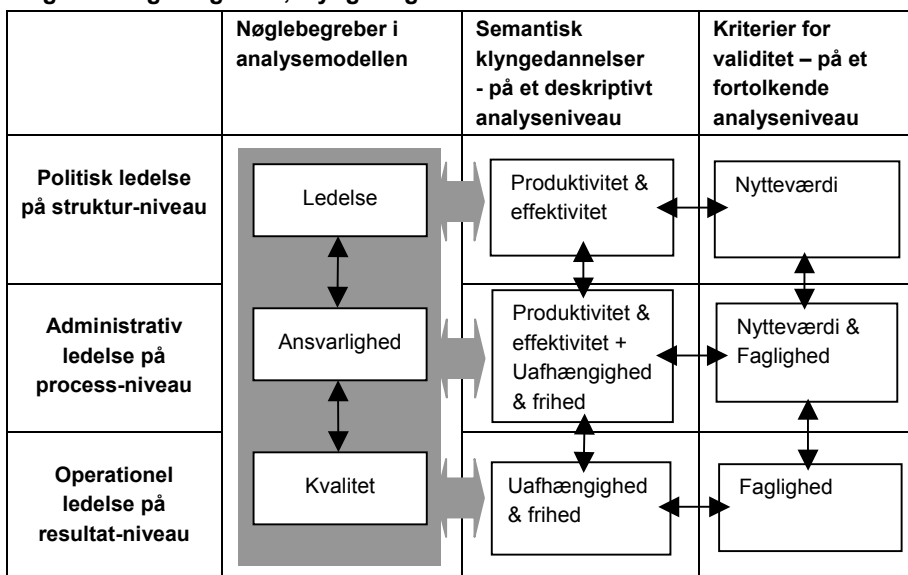 Nøglebegreber i
analysemodellen
Semantisk
klyngedannelser
- på et deskriptivt
analyseniveau
Kriterier for
validitet – på et
fortolkende
analyseniveau
Politisk ledelse
på struktur-niveau
Ledelse
Produktivitet &
effektivitet
Nytteværdi
Administrativ
ledelse på
process-niveau
Ansvarlighed
Produktivitet &
effektivitet +
Uafhængighed
& frihed
Nytteværdi &
Faglighed
Operationel
ledelse på
resultat-niveau
Kvalitet
Uafhængighed
& frihed
Faglighed